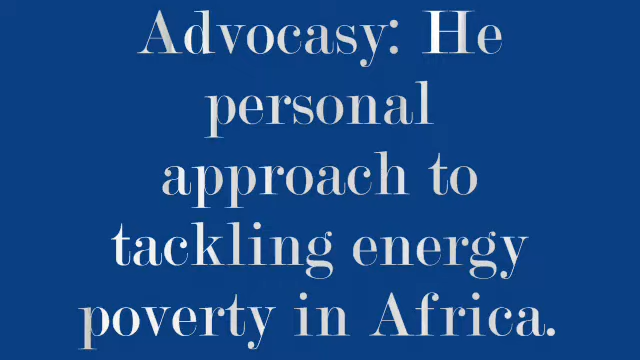 Advocasy: He
personal
approach to
tackling energy
poverty in Africa.